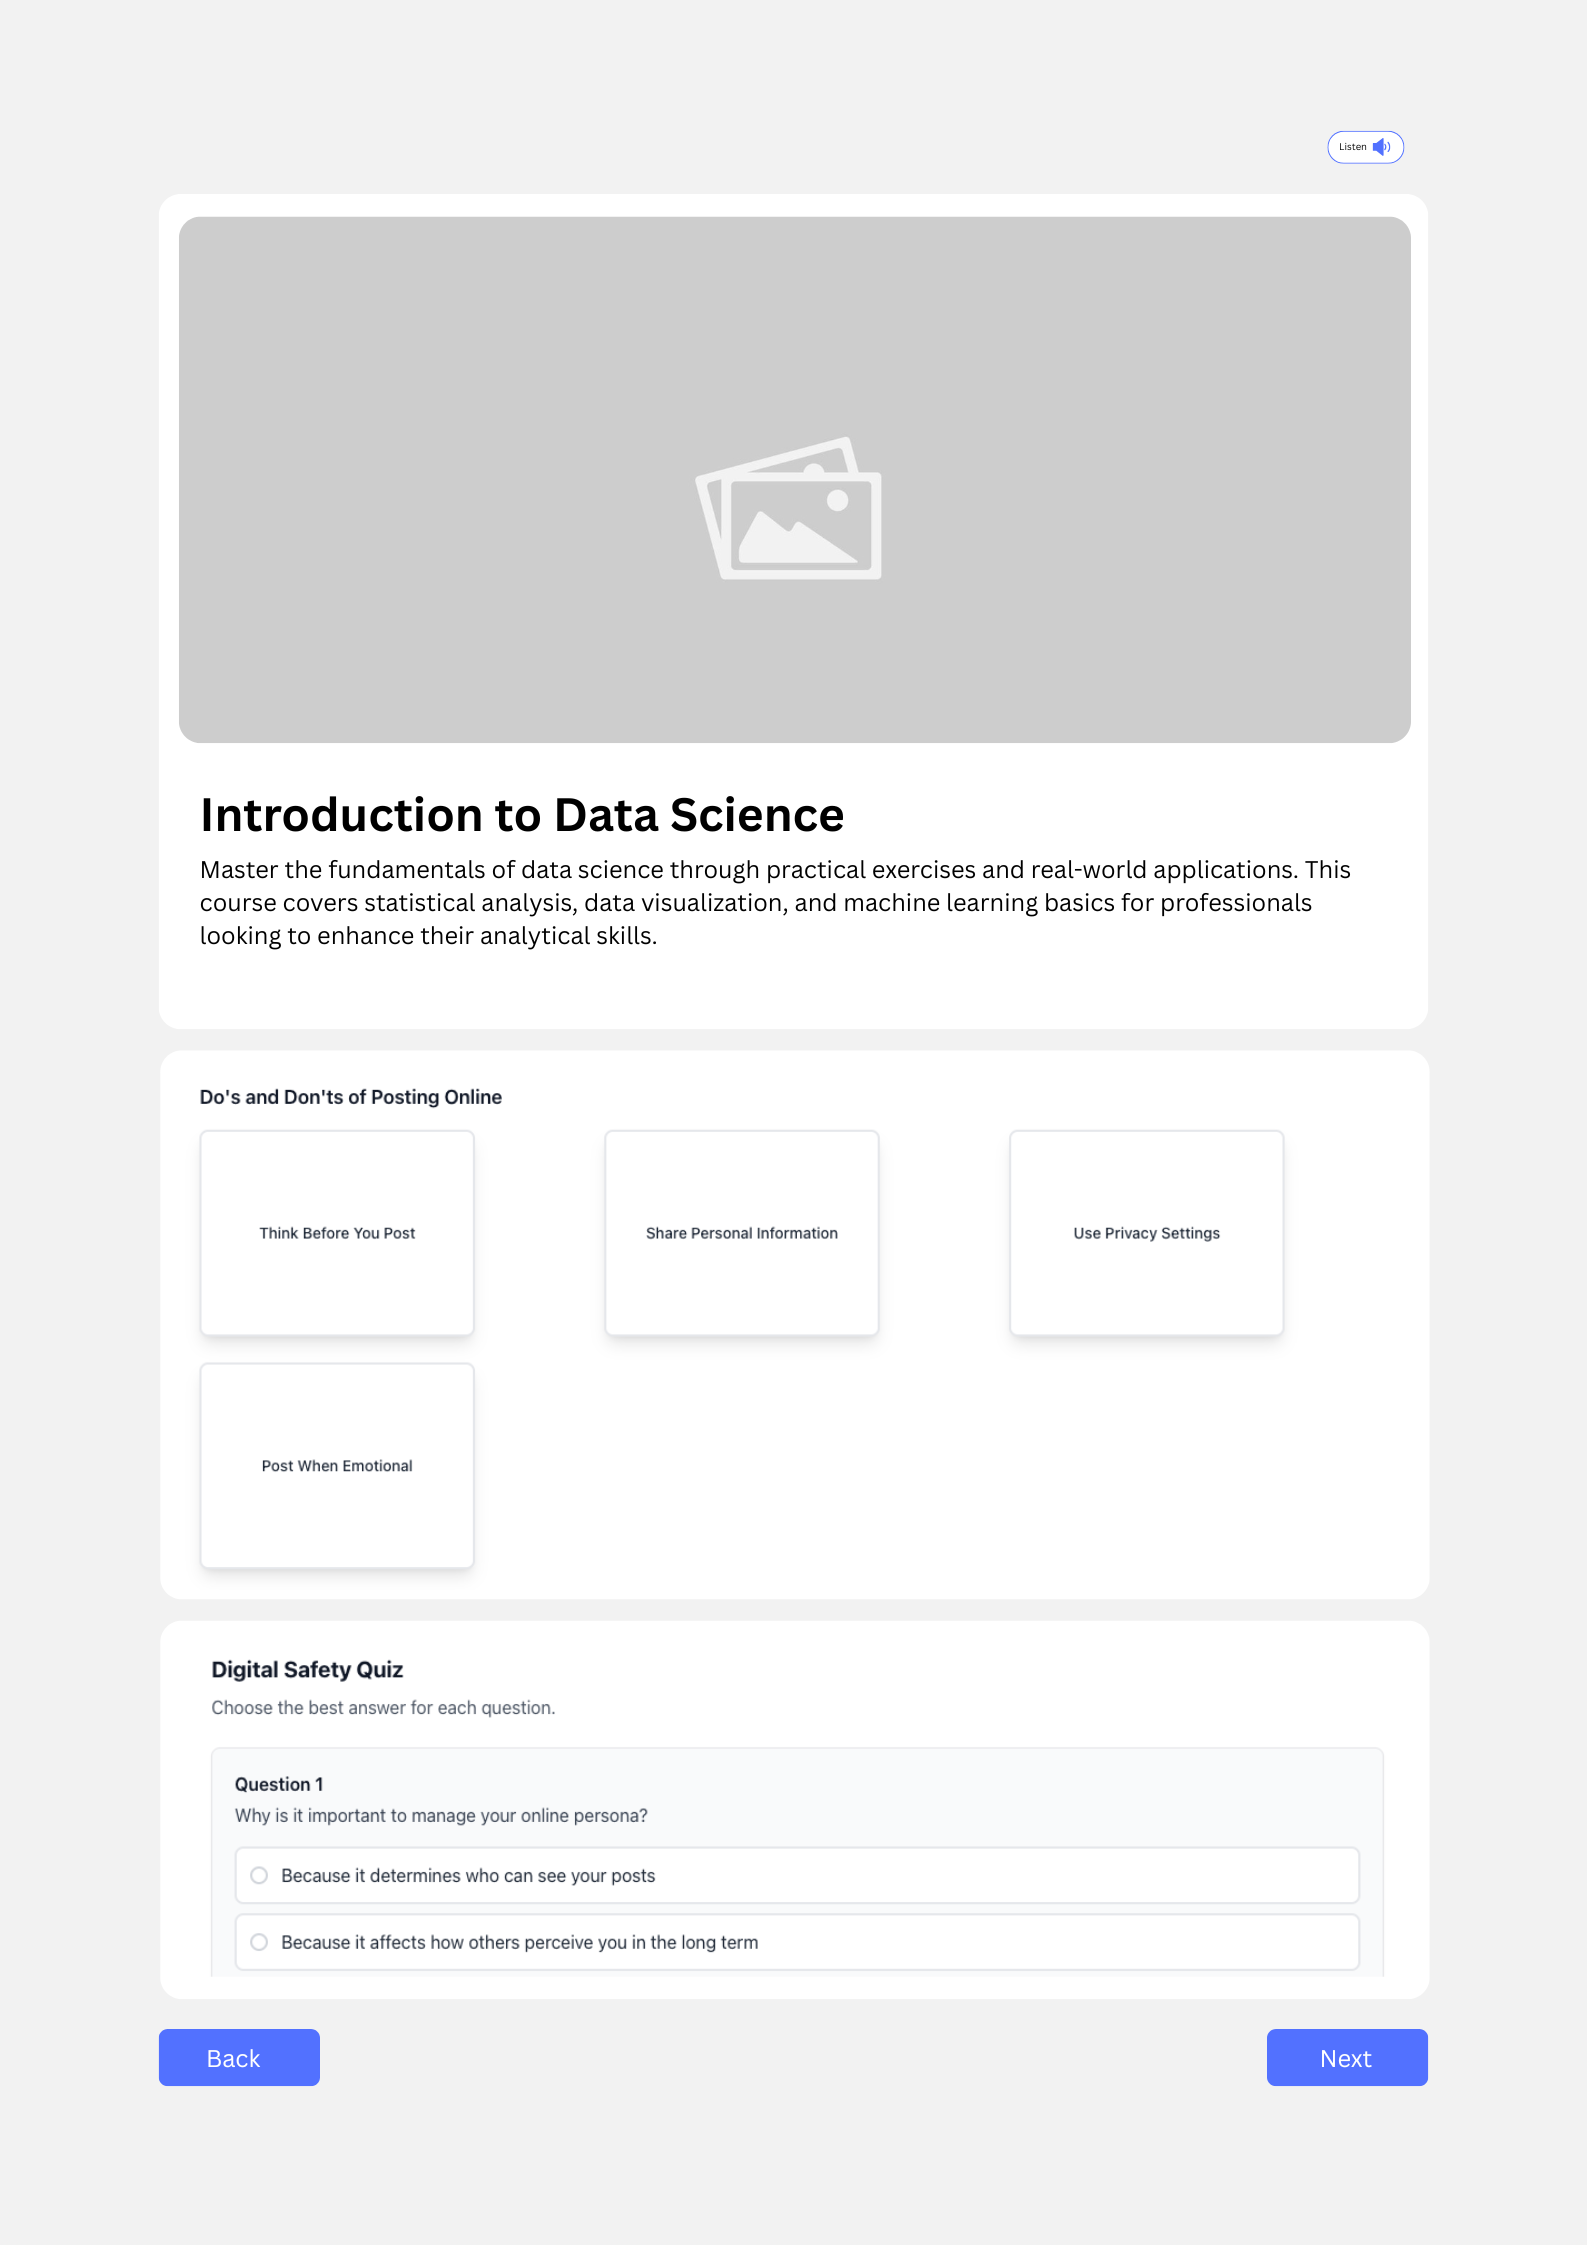 Listen
Introduction to Data Science
Master the fundamentals of data science through practical exercises and real-world applications. This
course covers statistical analysis, data visualization, and machine learning basics for professionals
looking to enhance their analytical skills.
Do's and Don'ts of Posting Online
Think Before You Post
Share Personal Information
Use Privacy Settings
Post When Emotional
Digital Safety Quiz
Choose the best answer for each question.
Question 1
Why is it important to manage your online persona?
Because it determines who can see your posts
Because it affects how others perceive you in the long term
Back
Next